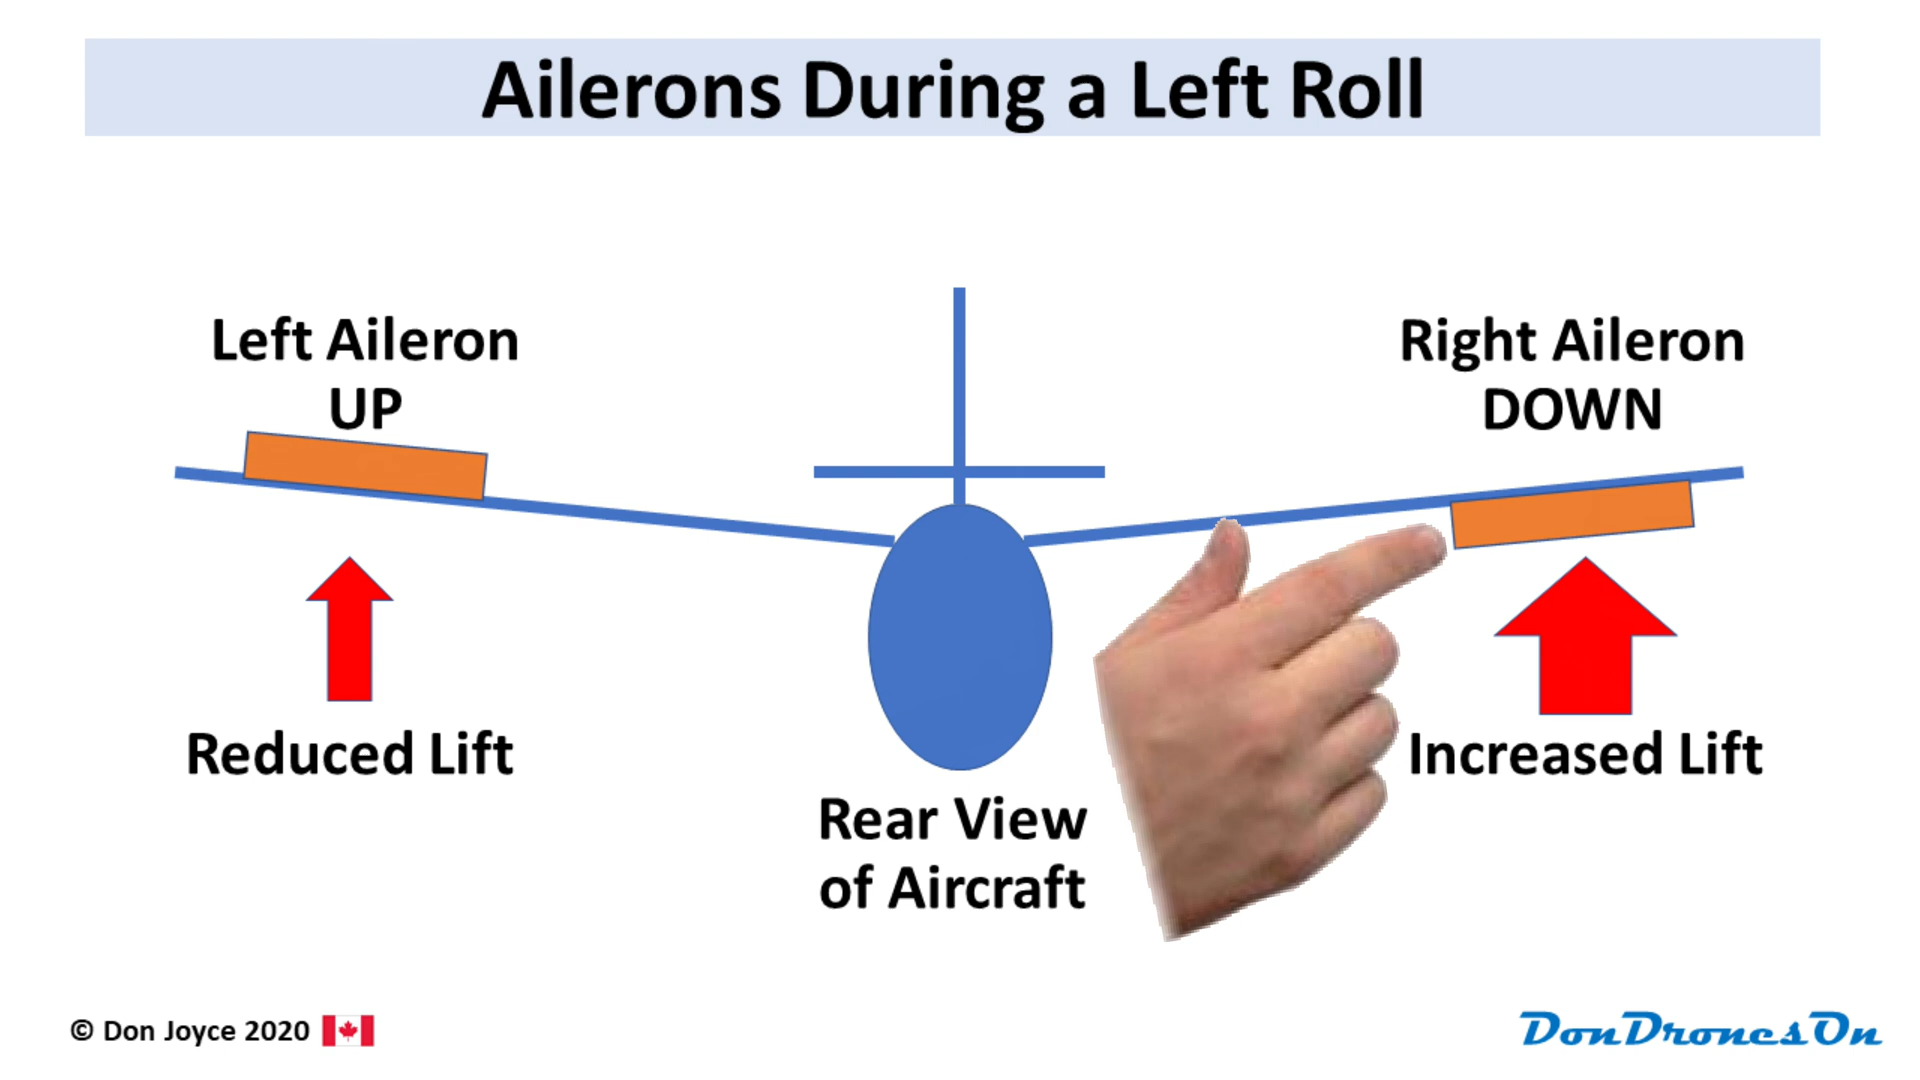 Ailerons During a Left Roll
Left Aileron
UP
Right Aileron
DOWN
Reduced Lift
Increased Lift
Rear View
of Aircraft
© Don Joyce 2020
DonDronesOn